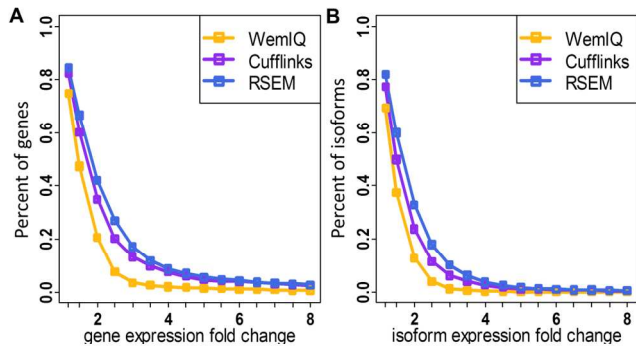 A
Percent of genes
1.0
0.8
0.6
0.4
0.2
0.0
WemIQ
Cufflinks
RSEM
2
4
6
8
gene expression fold change
B
Percent of isoforms
1.0
0.8
0.6
0.4
0.2
0.0
WemIQ
Cufflinks
RSEM
2
4
6
8
isoform expression fold change